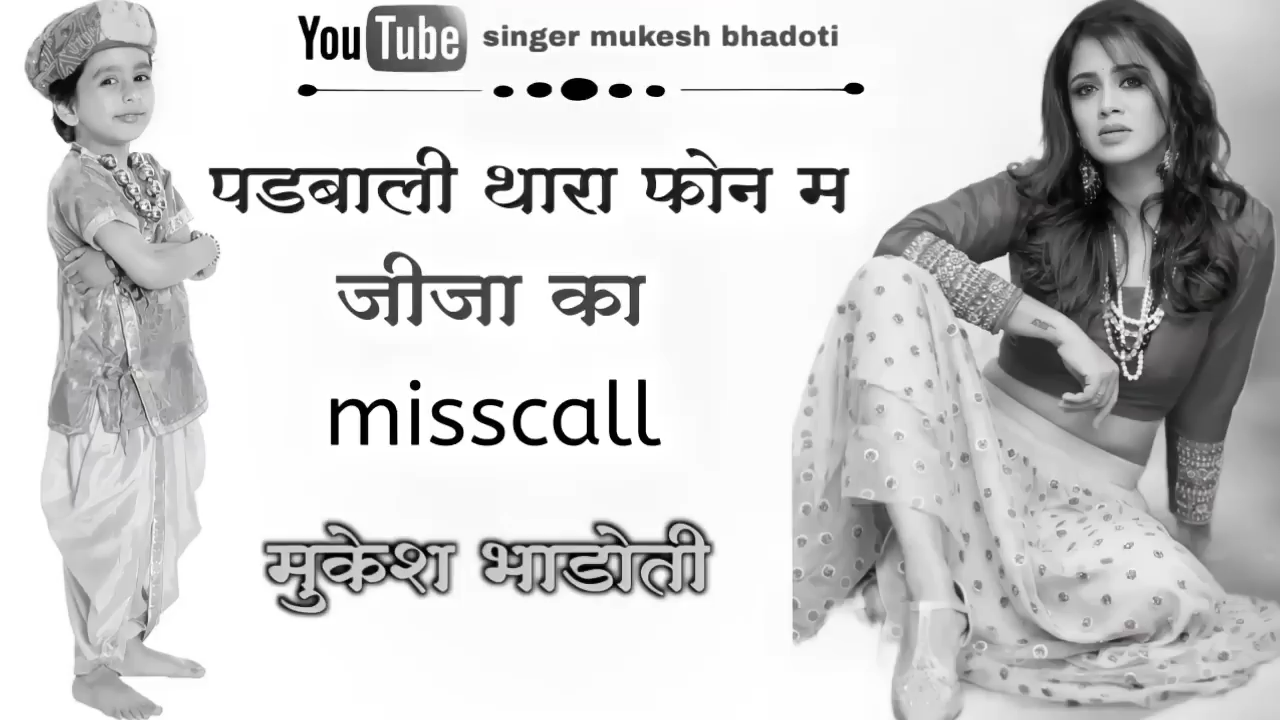 YouTube singer mukesh bhadoti
पडबाली थारा फोन म
जीजा का
misscall
मुकेश भाडोती